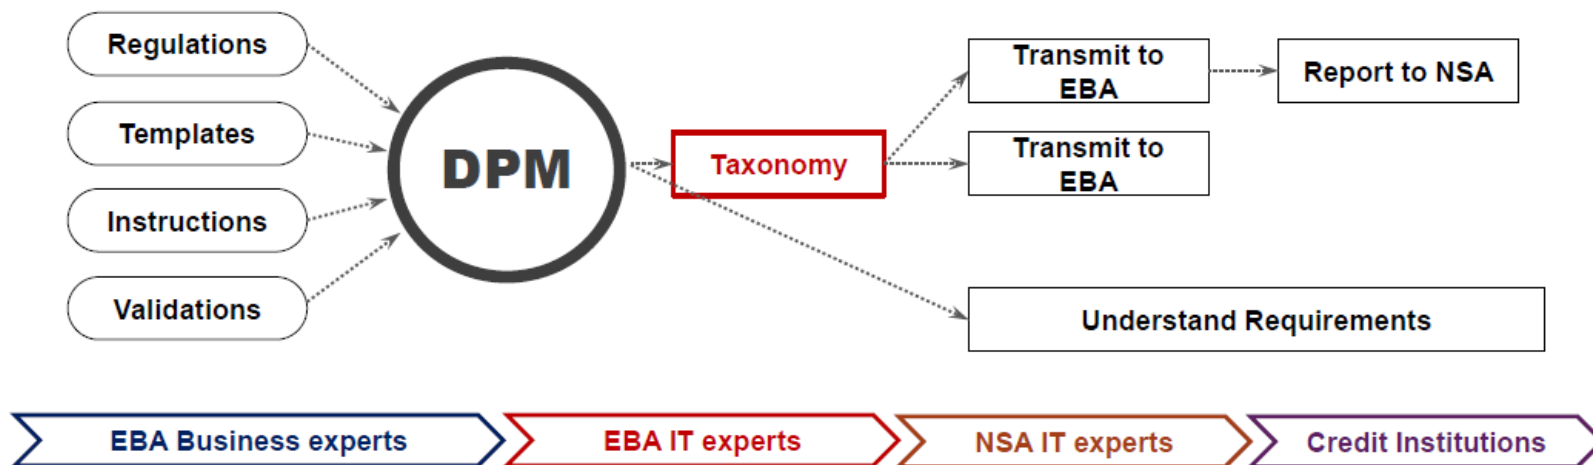 Regulations
Templates
Instructions
Validations
DPM
Taxonomy
Transmit to
EBA
Report to NSA
Transmit to
EBA
Understand Requirements
EBA Business experts
EBA IT experts
NSA IT experts
Credit Institutions